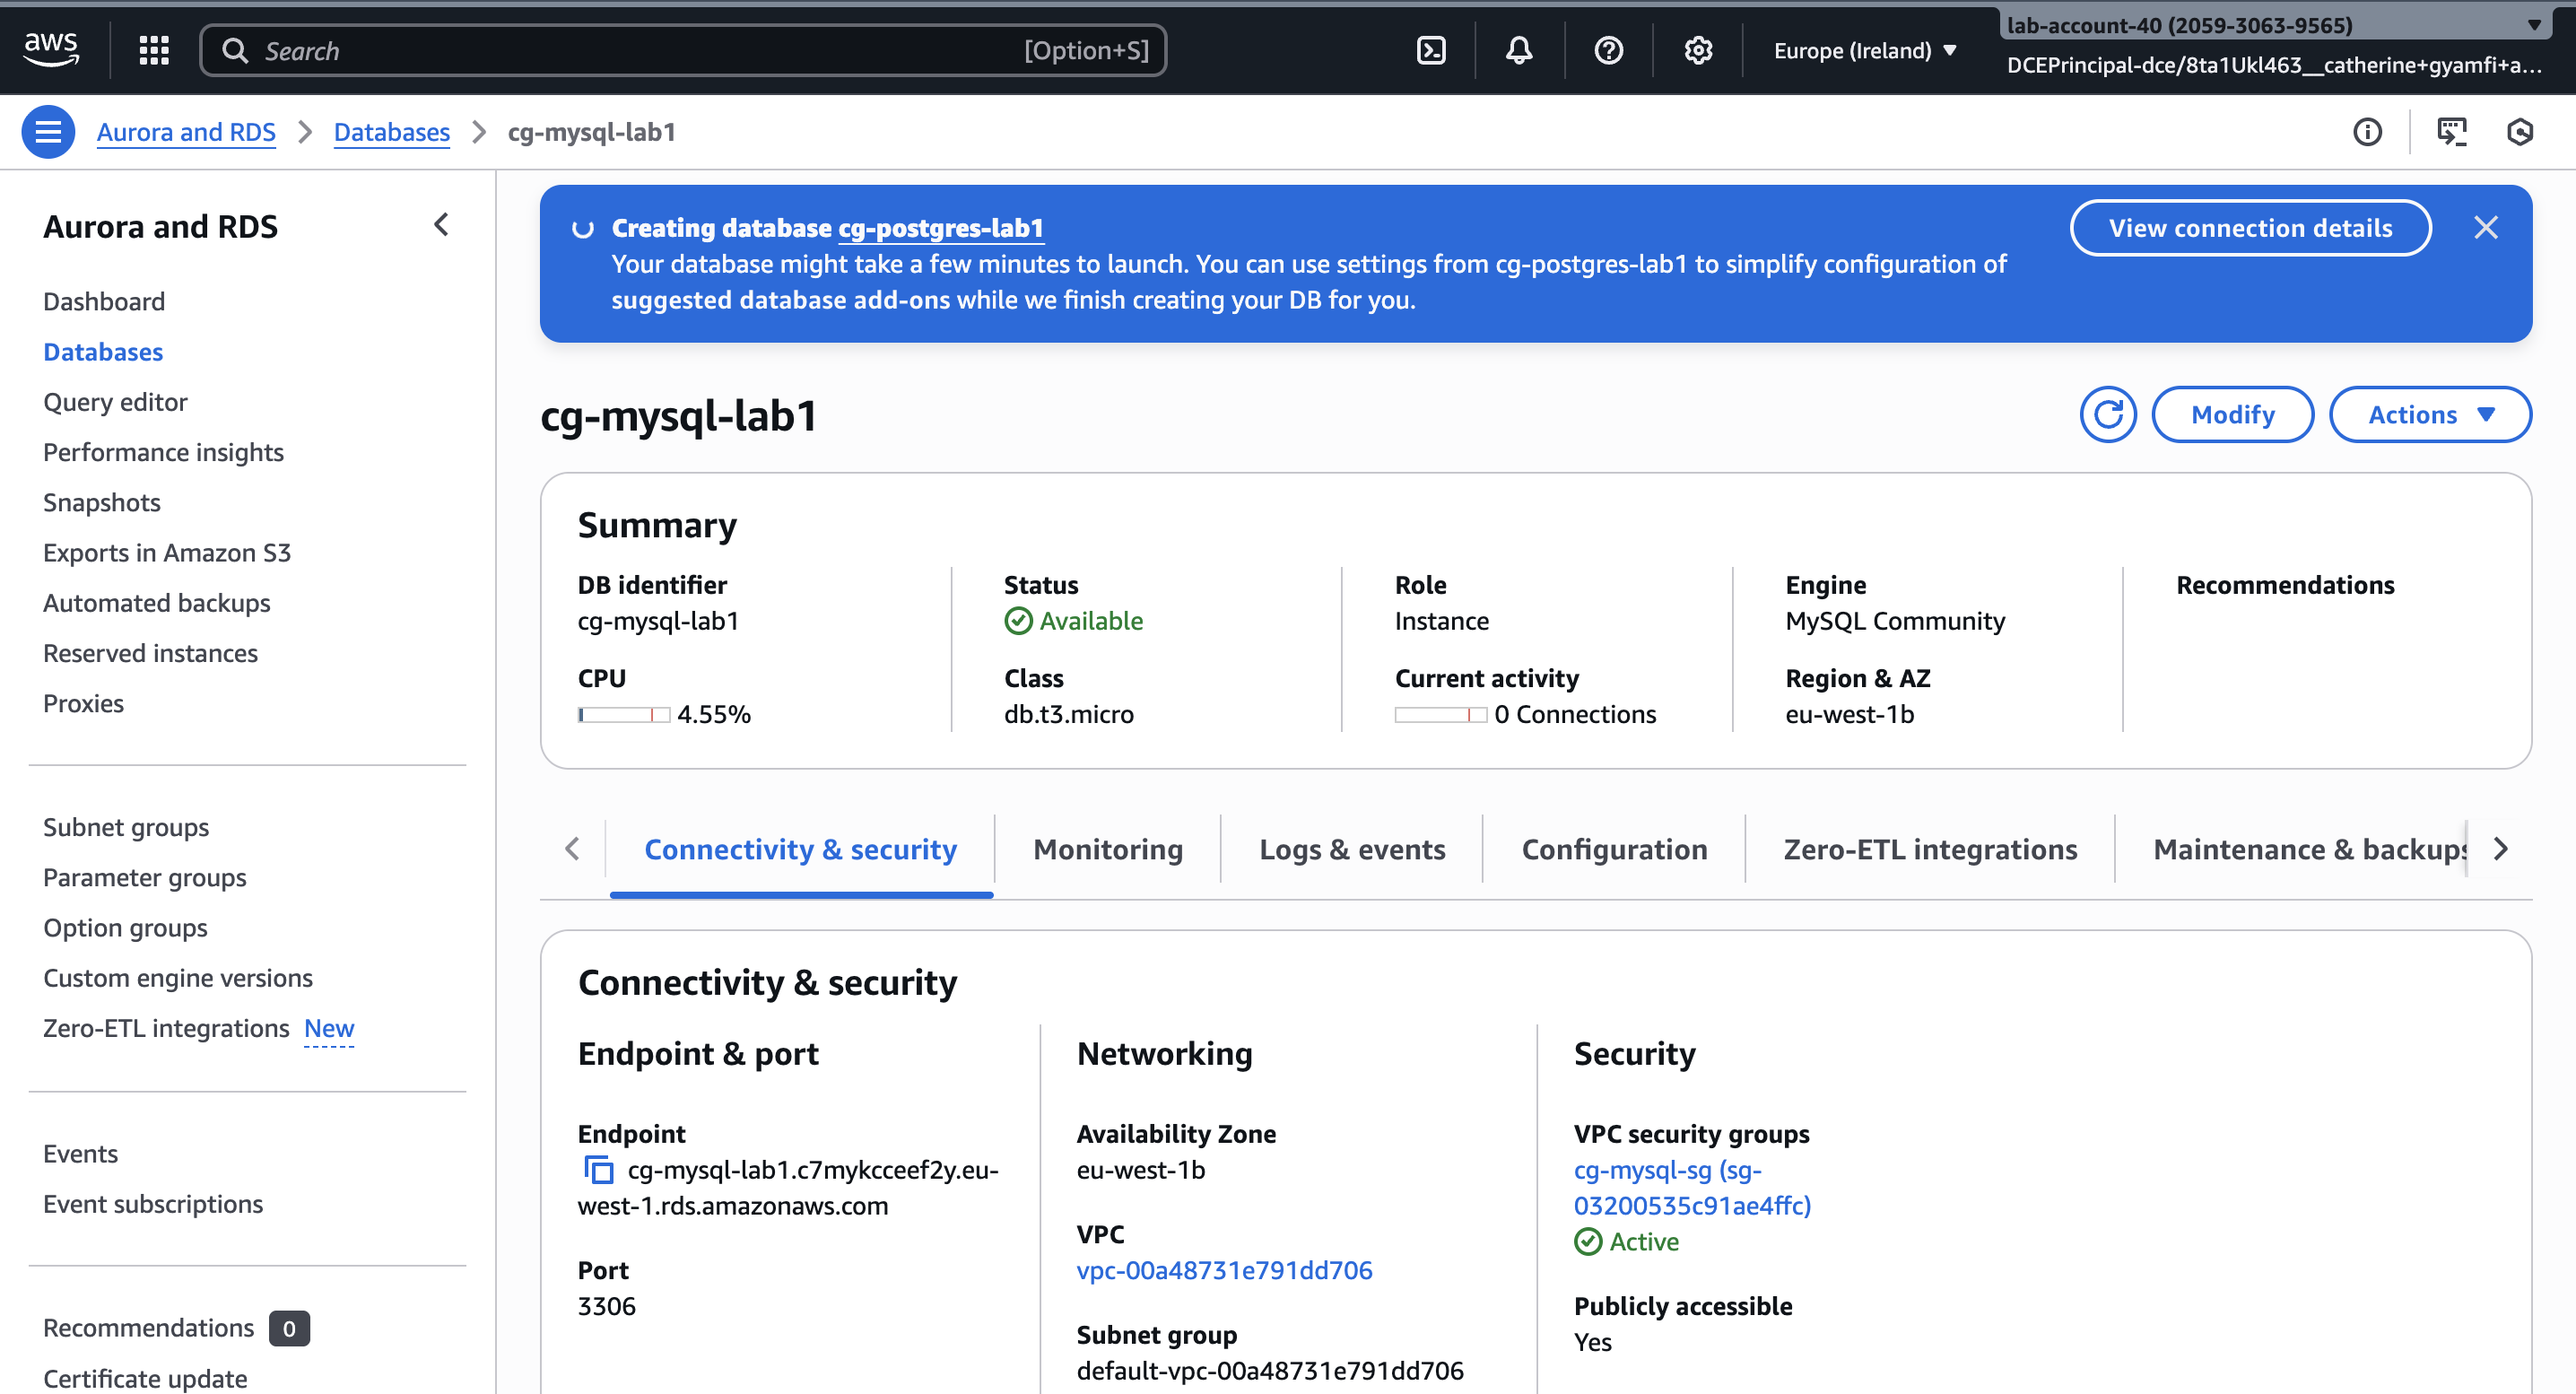 aws
Search
[Option+S]
Europe (Ireland)
lab-account-40 (2059-3063-9565)
DCEPrincipal-dce/8ta1Ukl463__catherine+gyamfi+a...
Aurora and RDS
Databases
cg-mysql-lab1
Aurora and RDS
Dashboard
Databases
Query editor
Performance insights
Snapshots
Exports in Amazon S3
Automated backups
Reserved instances
Proxies
Subnet groups
Parameter groups
Option groups
Custom engine versions
Zero-ETL integrations New
Events
Event subscriptions
Recommendations 0
Certificate update
Creating database cg-postgres-lab1
Your database might take a few minutes to launch. You can use settings from cg-postgres-lab1 to simplify configuration of
suggested database add-ons while we finish creating your DB for you.
View connection details
cg-mysql-lab1
Modify
Actions
Summary
DB identifier
cg-mysql-lab1
CPU
4.55%
Status
Available
Class
db.t3.micro
Role
Instance
Current activity
0 Connections
Engine
MySQL Community
Region & AZ
eu-west-1b
Recommendations
Connectivity & security
Monitoring
Logs & events
Configuration
Zero-ETL integrations
Maintenance & backups
Connectivity & security
Endpoint & port
Endpoint
cg-mysql-lab1.c7mykcceef2y.eu-
west-1.rds.amazonaws.com
Port
3306
Networking
Availability Zone
eu-west-1b
VPC
vpc-00a48731e791dd706
Subnet group
default-vpc-00a48731e791dd706
Security
VPC security groups
cg-mysql-sg (sg-
03200535c91ae4ffc)
Active
Publicly accessible
Yes